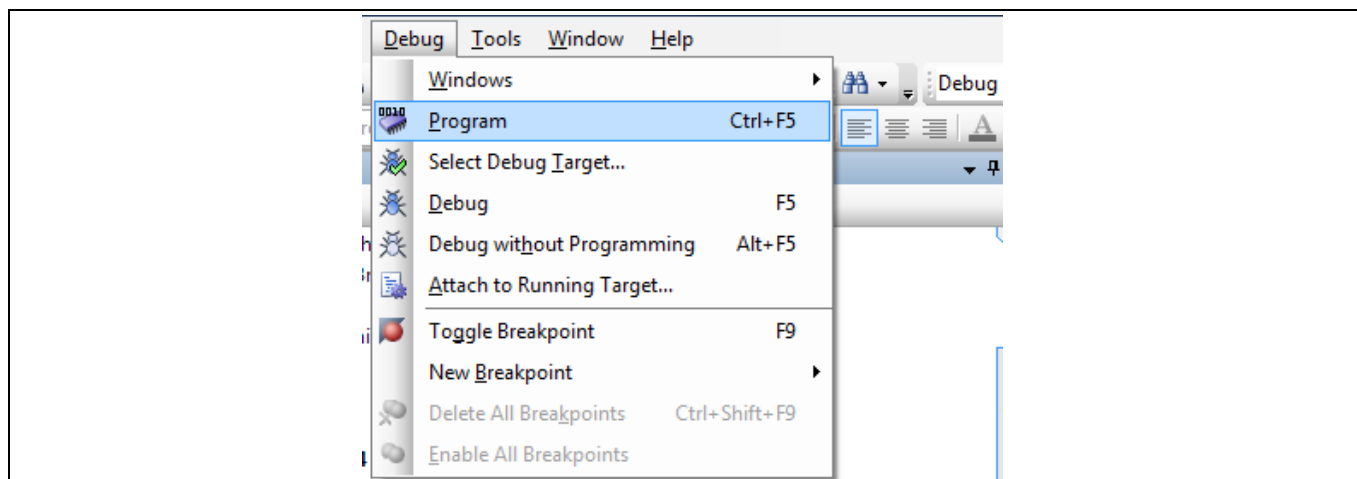 Debug Tools Window Help
Windows
Debug
Program Ctrl+F5
Select Debug Target...
Debug F5
Debug without Programming Alt+F5
Attach to Running Target...
Toggle Breakpoint F9
New Breakpoint
Delete All Breakpoints Ctrl+Shift+F9
Enable All Breakpoints